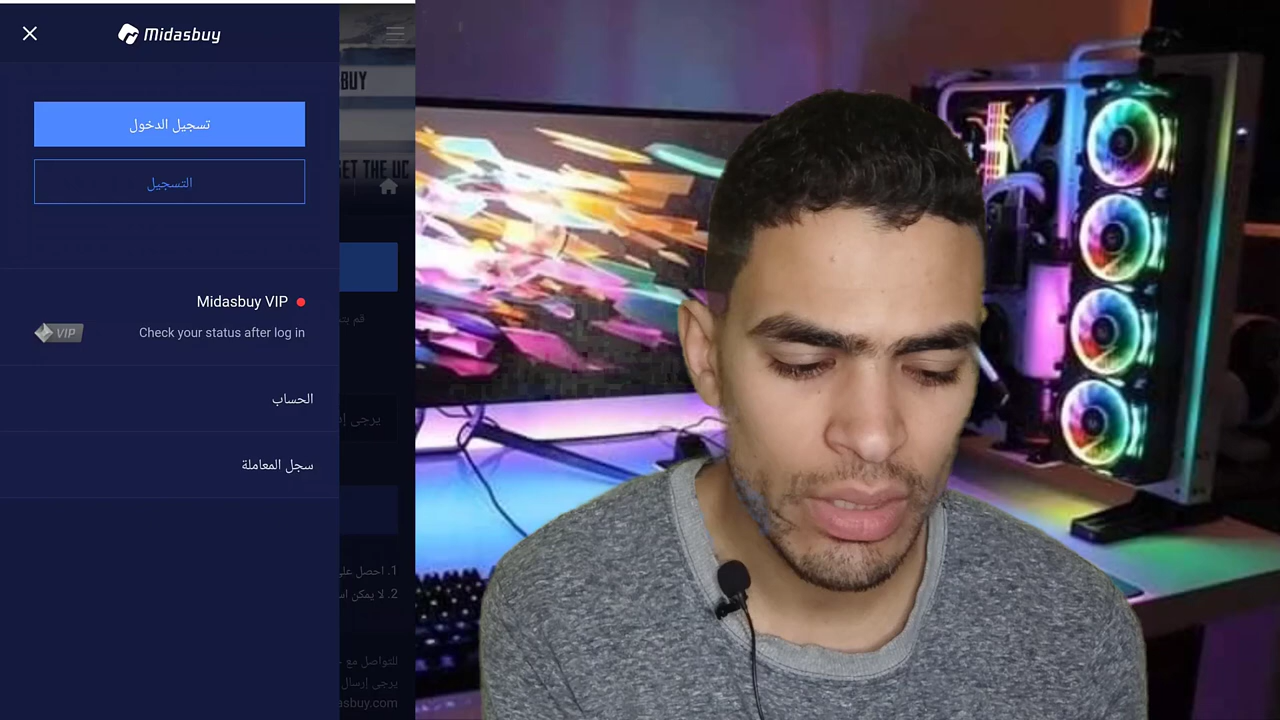 Midasbuy
تسجيل الدخول
التسجيل
Midasbuy VIP
Check your status after log in
VIP
الحساب
سجل المعاملة
BUY
GET THE UC
قم
يرجى
1. احصل على
2. لا يمكن
للتواصل مع
يرجى إرسال
asbuy.com